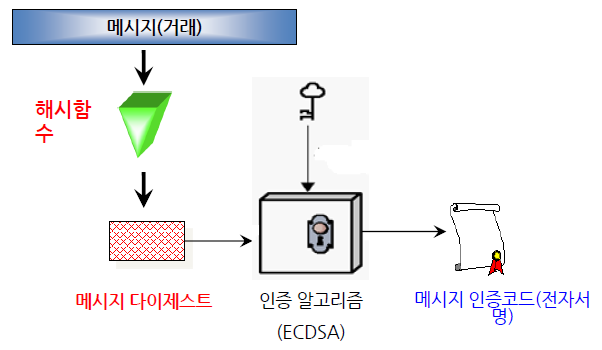 메시지(거래)
해시함
수
메시지 다이제스트
인증 알고리즘
(ECDSA)
메시지 인증코드(전자서
명)